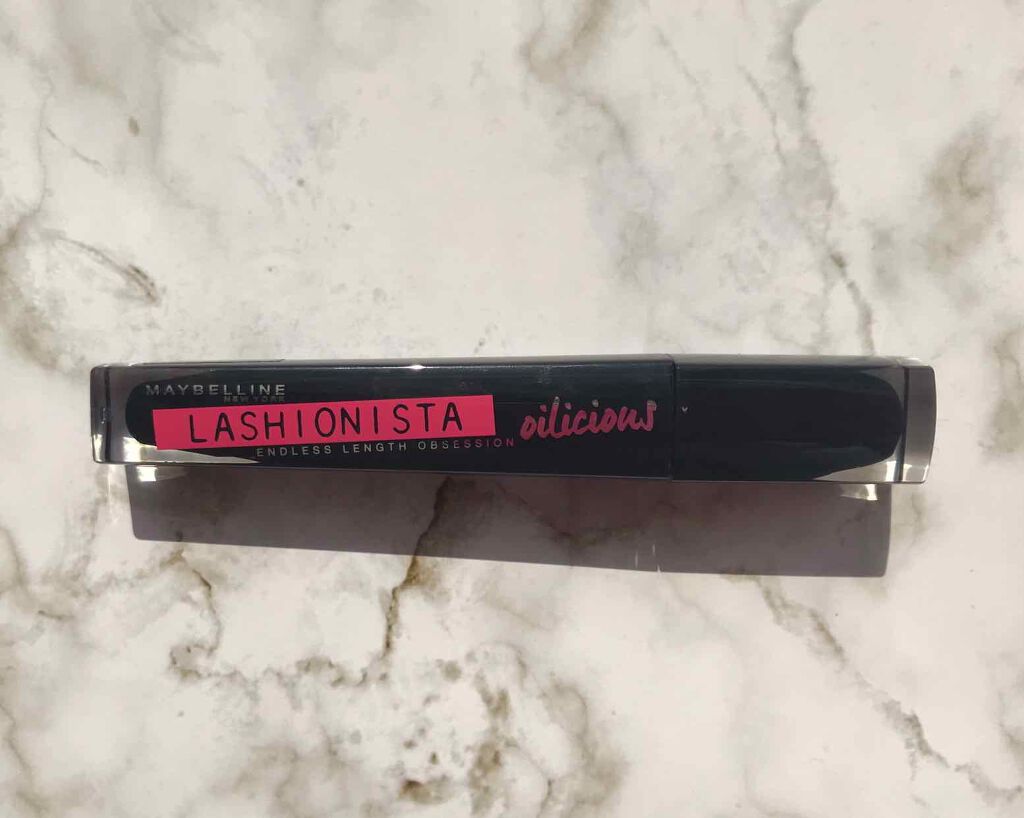 MAYBELLINE
NEW YORK
LASHIONISTA
oilicious
ENDLESS LENGTH OBSESSION